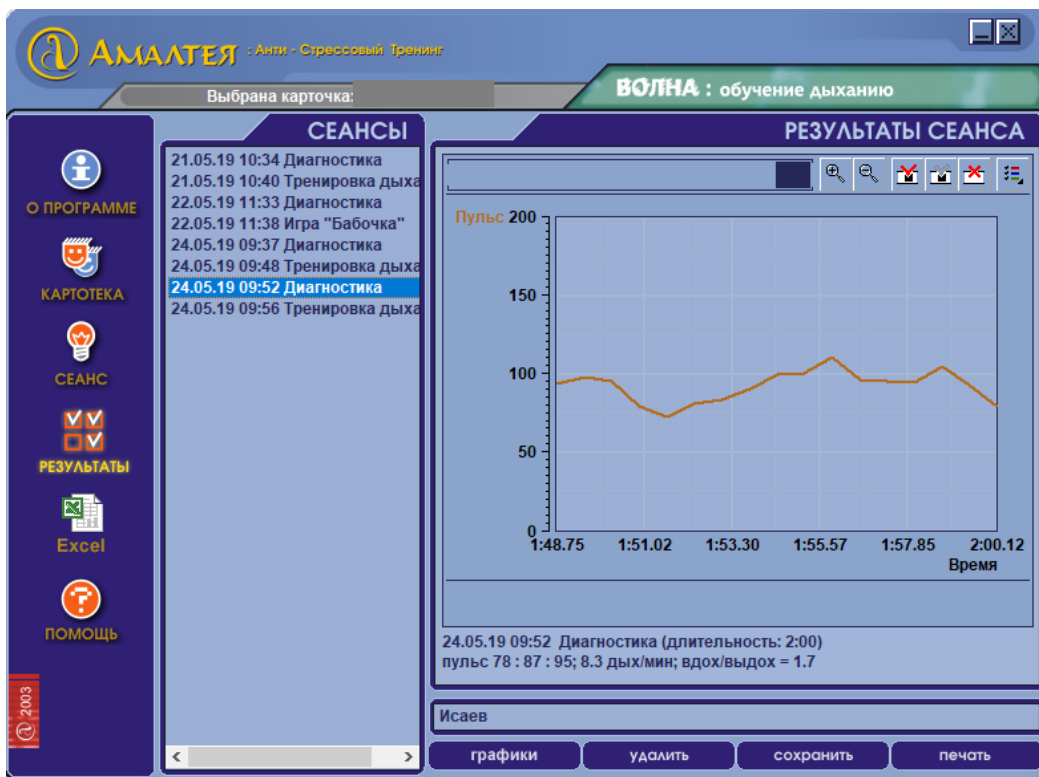 АМАЛТЕЯ : Анти - Стрессовый Тренинг
Выбрана карточка:
ВОЛНА : обучение дыханию
О ПРОГРАММЕ
КАРТОТЕКА
СЕАНС
РЕЗУЛЬТАТЫ
Excel
ПОМОЩЬ
2003
СЕАНСЫ
21.05.19 10:34 Диагностика
21.05.19 10:40 Тренировка дыха
22.05.19 11:33 Диагностика
22.05.19 11:38 Игра "Бабочка"
24.05.19 09:37 Диагностика
24.05.19 09:48 Тренировка дыха
24.05.19 09:52 Диагностика
24.05.19 09:56 Тренировка дыха
РЕЗУЛЬТАТЫ СЕАНСА
Пульс 200
150
100
50
0
1:48.75 1:51.02 1:53.30 1:55.57 1:57.85 2:00.12
Время
24.05.19 09:52 Диагностика (длительность: 2:00)
пульс 78 : 87 : 95; 8.3 дых/мин; вдох/выдох = 1.7
Исаев
графики удалить сохранить печать